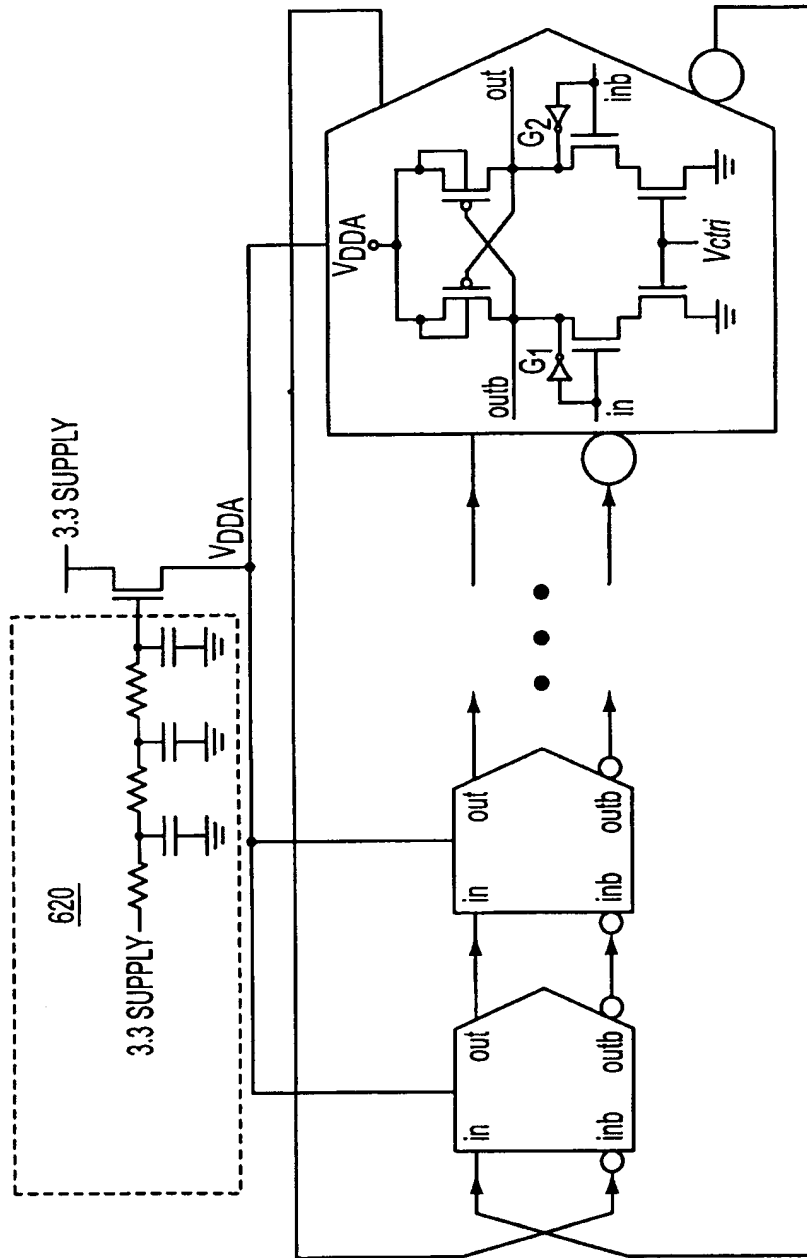 620
3.3 SUPPLY
3.3 SUPPLY
VDDA
VDDA
outb
out
G1
G2
in
inb
Vctrl
in
out
inb
outb
in
out
inb
outb